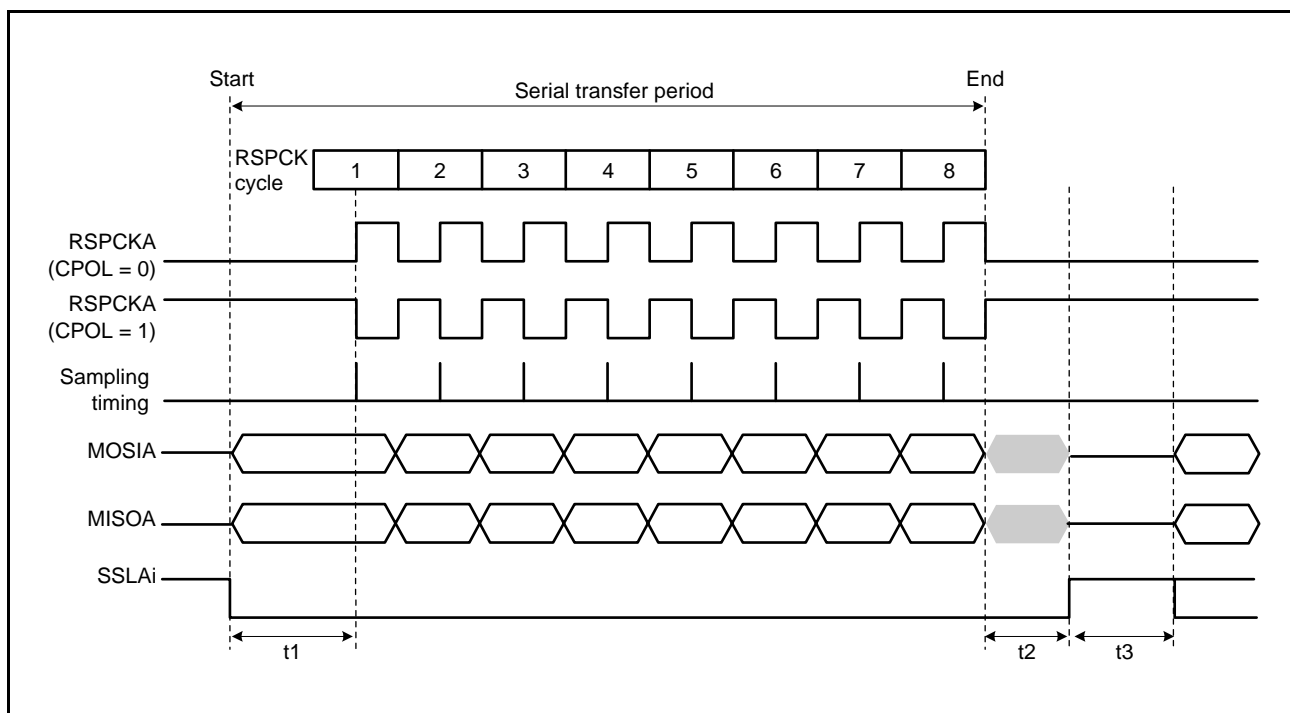 Start
End
Serial transfer period
RSPCK
cycle
1 2 3 4 5 6 7 8
RSPCKA
(CPOL = 0)
RSPCKA
(CPOL = 1)
Sampling
timing
MOSIA
MISOA
SSLAi
t1
t2
t3